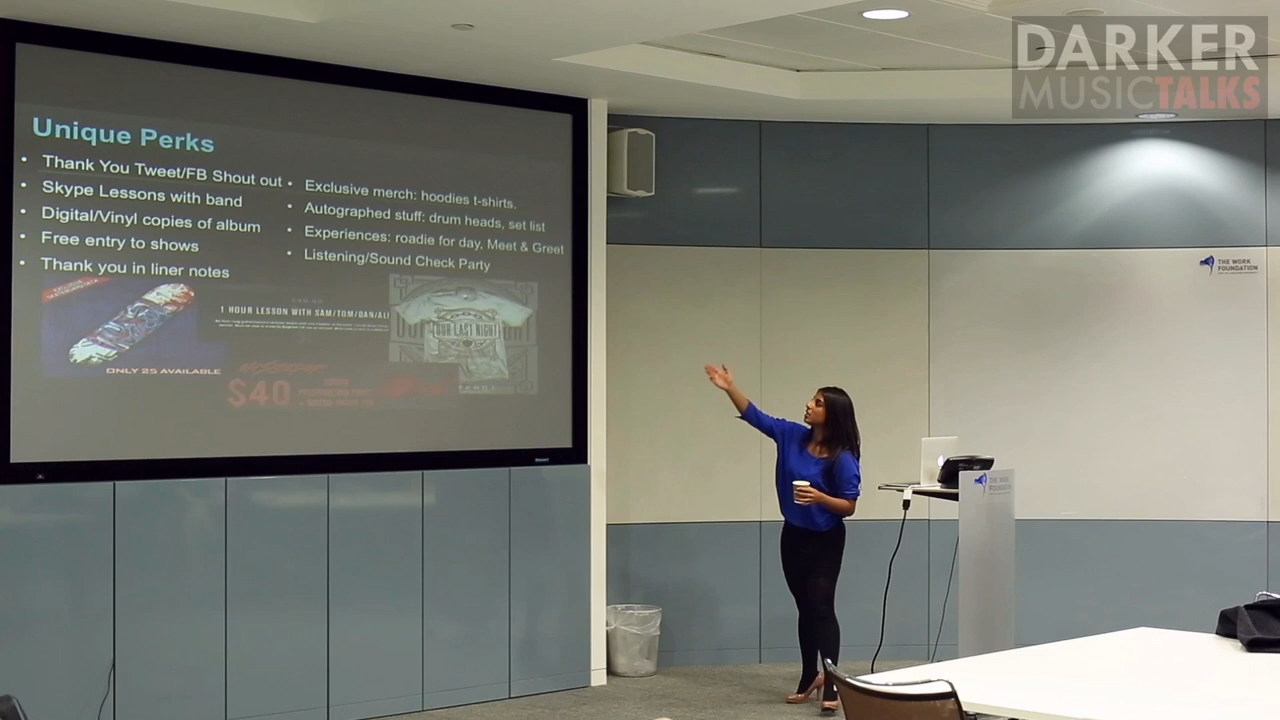 DARKER
MUSICTALKS
Unique Perks
• Thank You Tweet/FB Shout out
• Skype Lessons with band
• Digital/Vinyl copies of album
• Free entry to shows
• Thank you in liner notes
• Exclusive merch: hoodies t-shirts.
• Autographed stuff: drum heads, set list
• Experiences: roadie for day, Meet & Greet
• Listening/Sound Check Party
ONLY 25 AVAILABLE
1 HOUR LESSON WITH SAM/TOM/DAN/ALI
OUR LAST NIGHT
$40
THE WORK
FOUNDATION
THE WORK
FOUNDATION